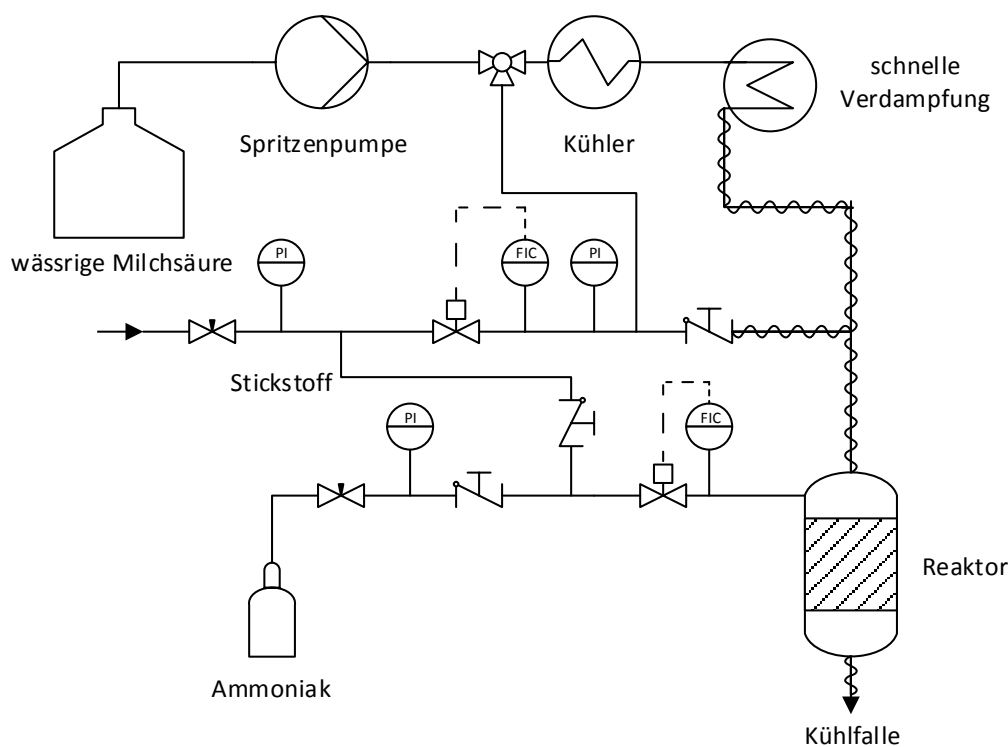 schnelle
Verdampfung
Spritzenpumpe
Kühler
wässrige Milchsäure
PI
FIC
PI
Stickstoff
PI
FIC
Reaktor
Ammoniak
Kühlfalle